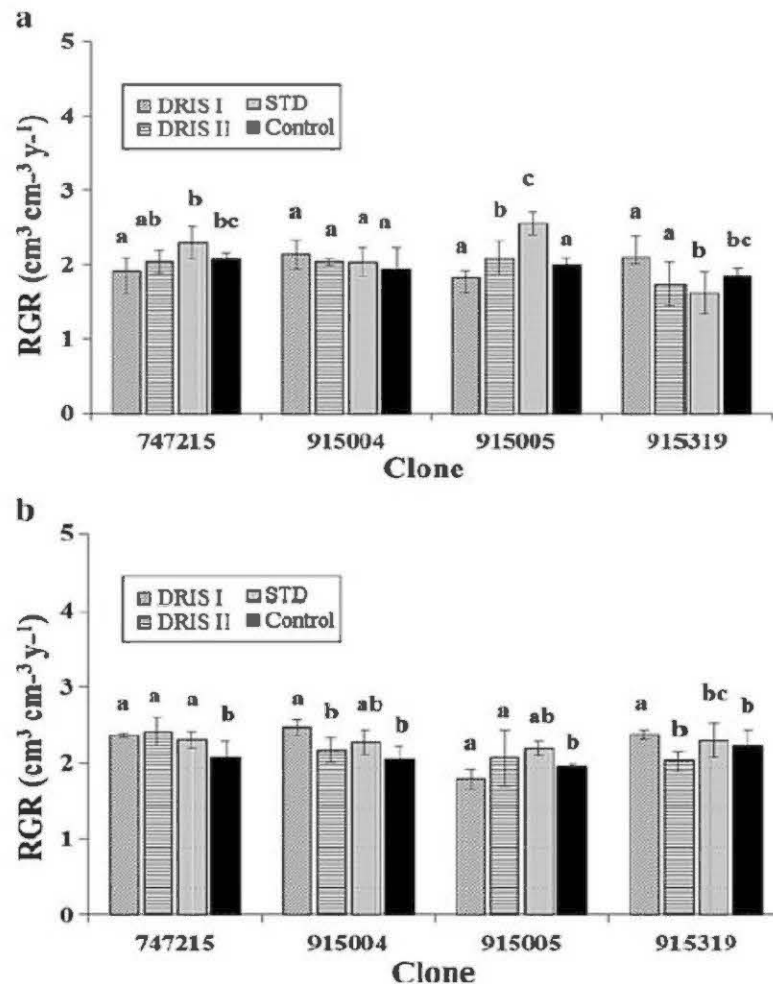 a
5
4
3
2
1
0
RGR (cm³ cm-³ y-¹)
DRIS I STD
DRIS II Control
a ab b bc
a a a a
a b c a
a a b bc
747215 915004 915005 915319
Clone
b
5
4
3
2
1
0
RGR (cm³ cm-³ y-¹)
DRIS I STD
DRIS II Control
a a a b
a b ab b
a a ab b
a b bc b
747215 915004 915005 915319
Clone